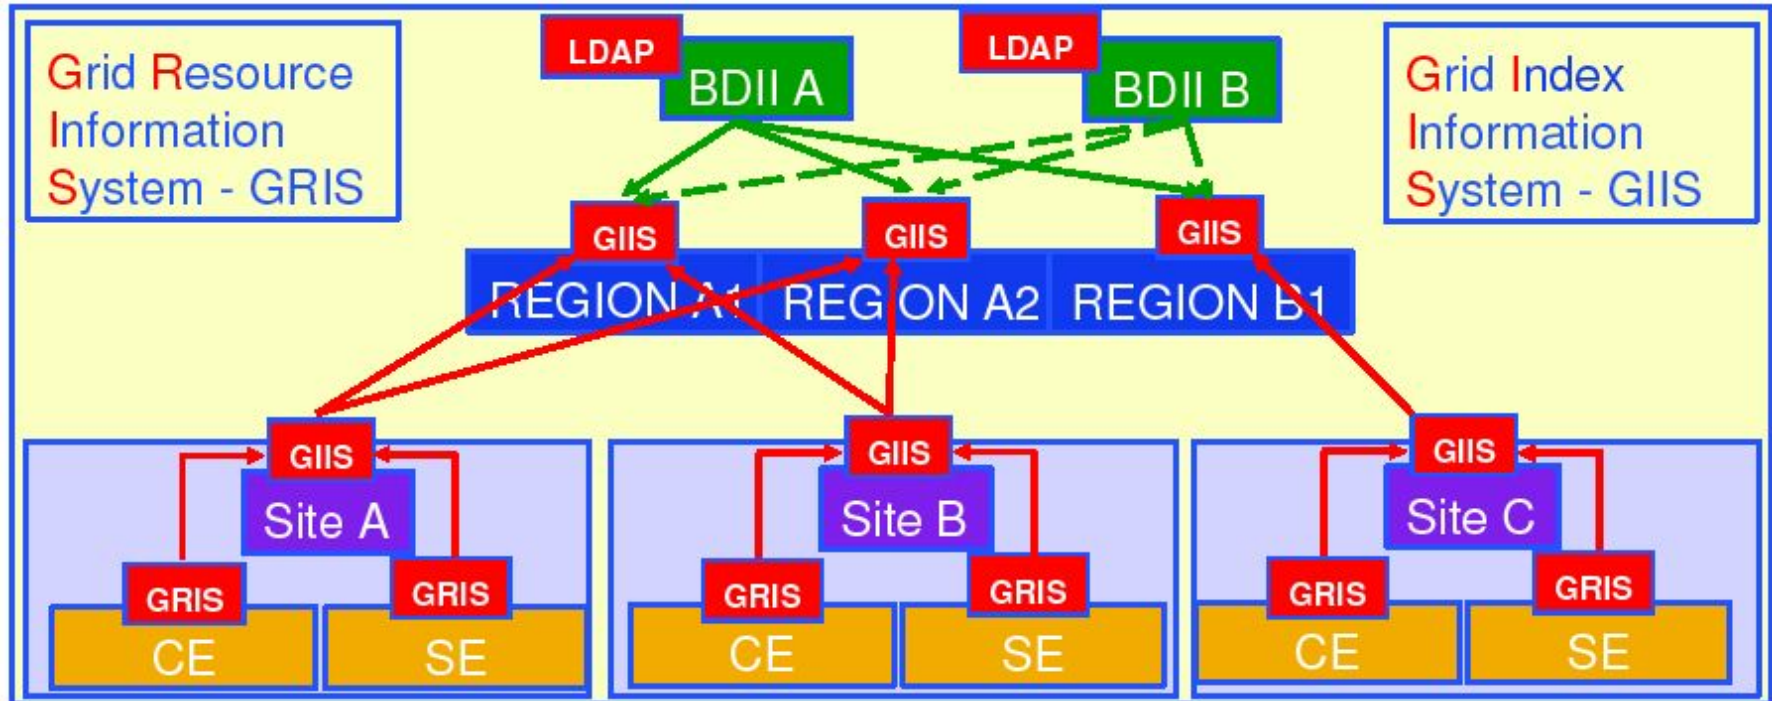 Grid Resource
Information
System - GRIS
LDAP
BDII A
LDAP
BDII B
Grid Index
Information
System - GIIS
GIIS
GIIS
GIIS
REGION A1
REGION A2
REGION B1
GIIS
Site A
GRIS
GRIS
CE
SE
GIIS
Site B
GRIS
GRIS
CE
SE
GIIS
Site C
GRIS
GRIS
CE
SE